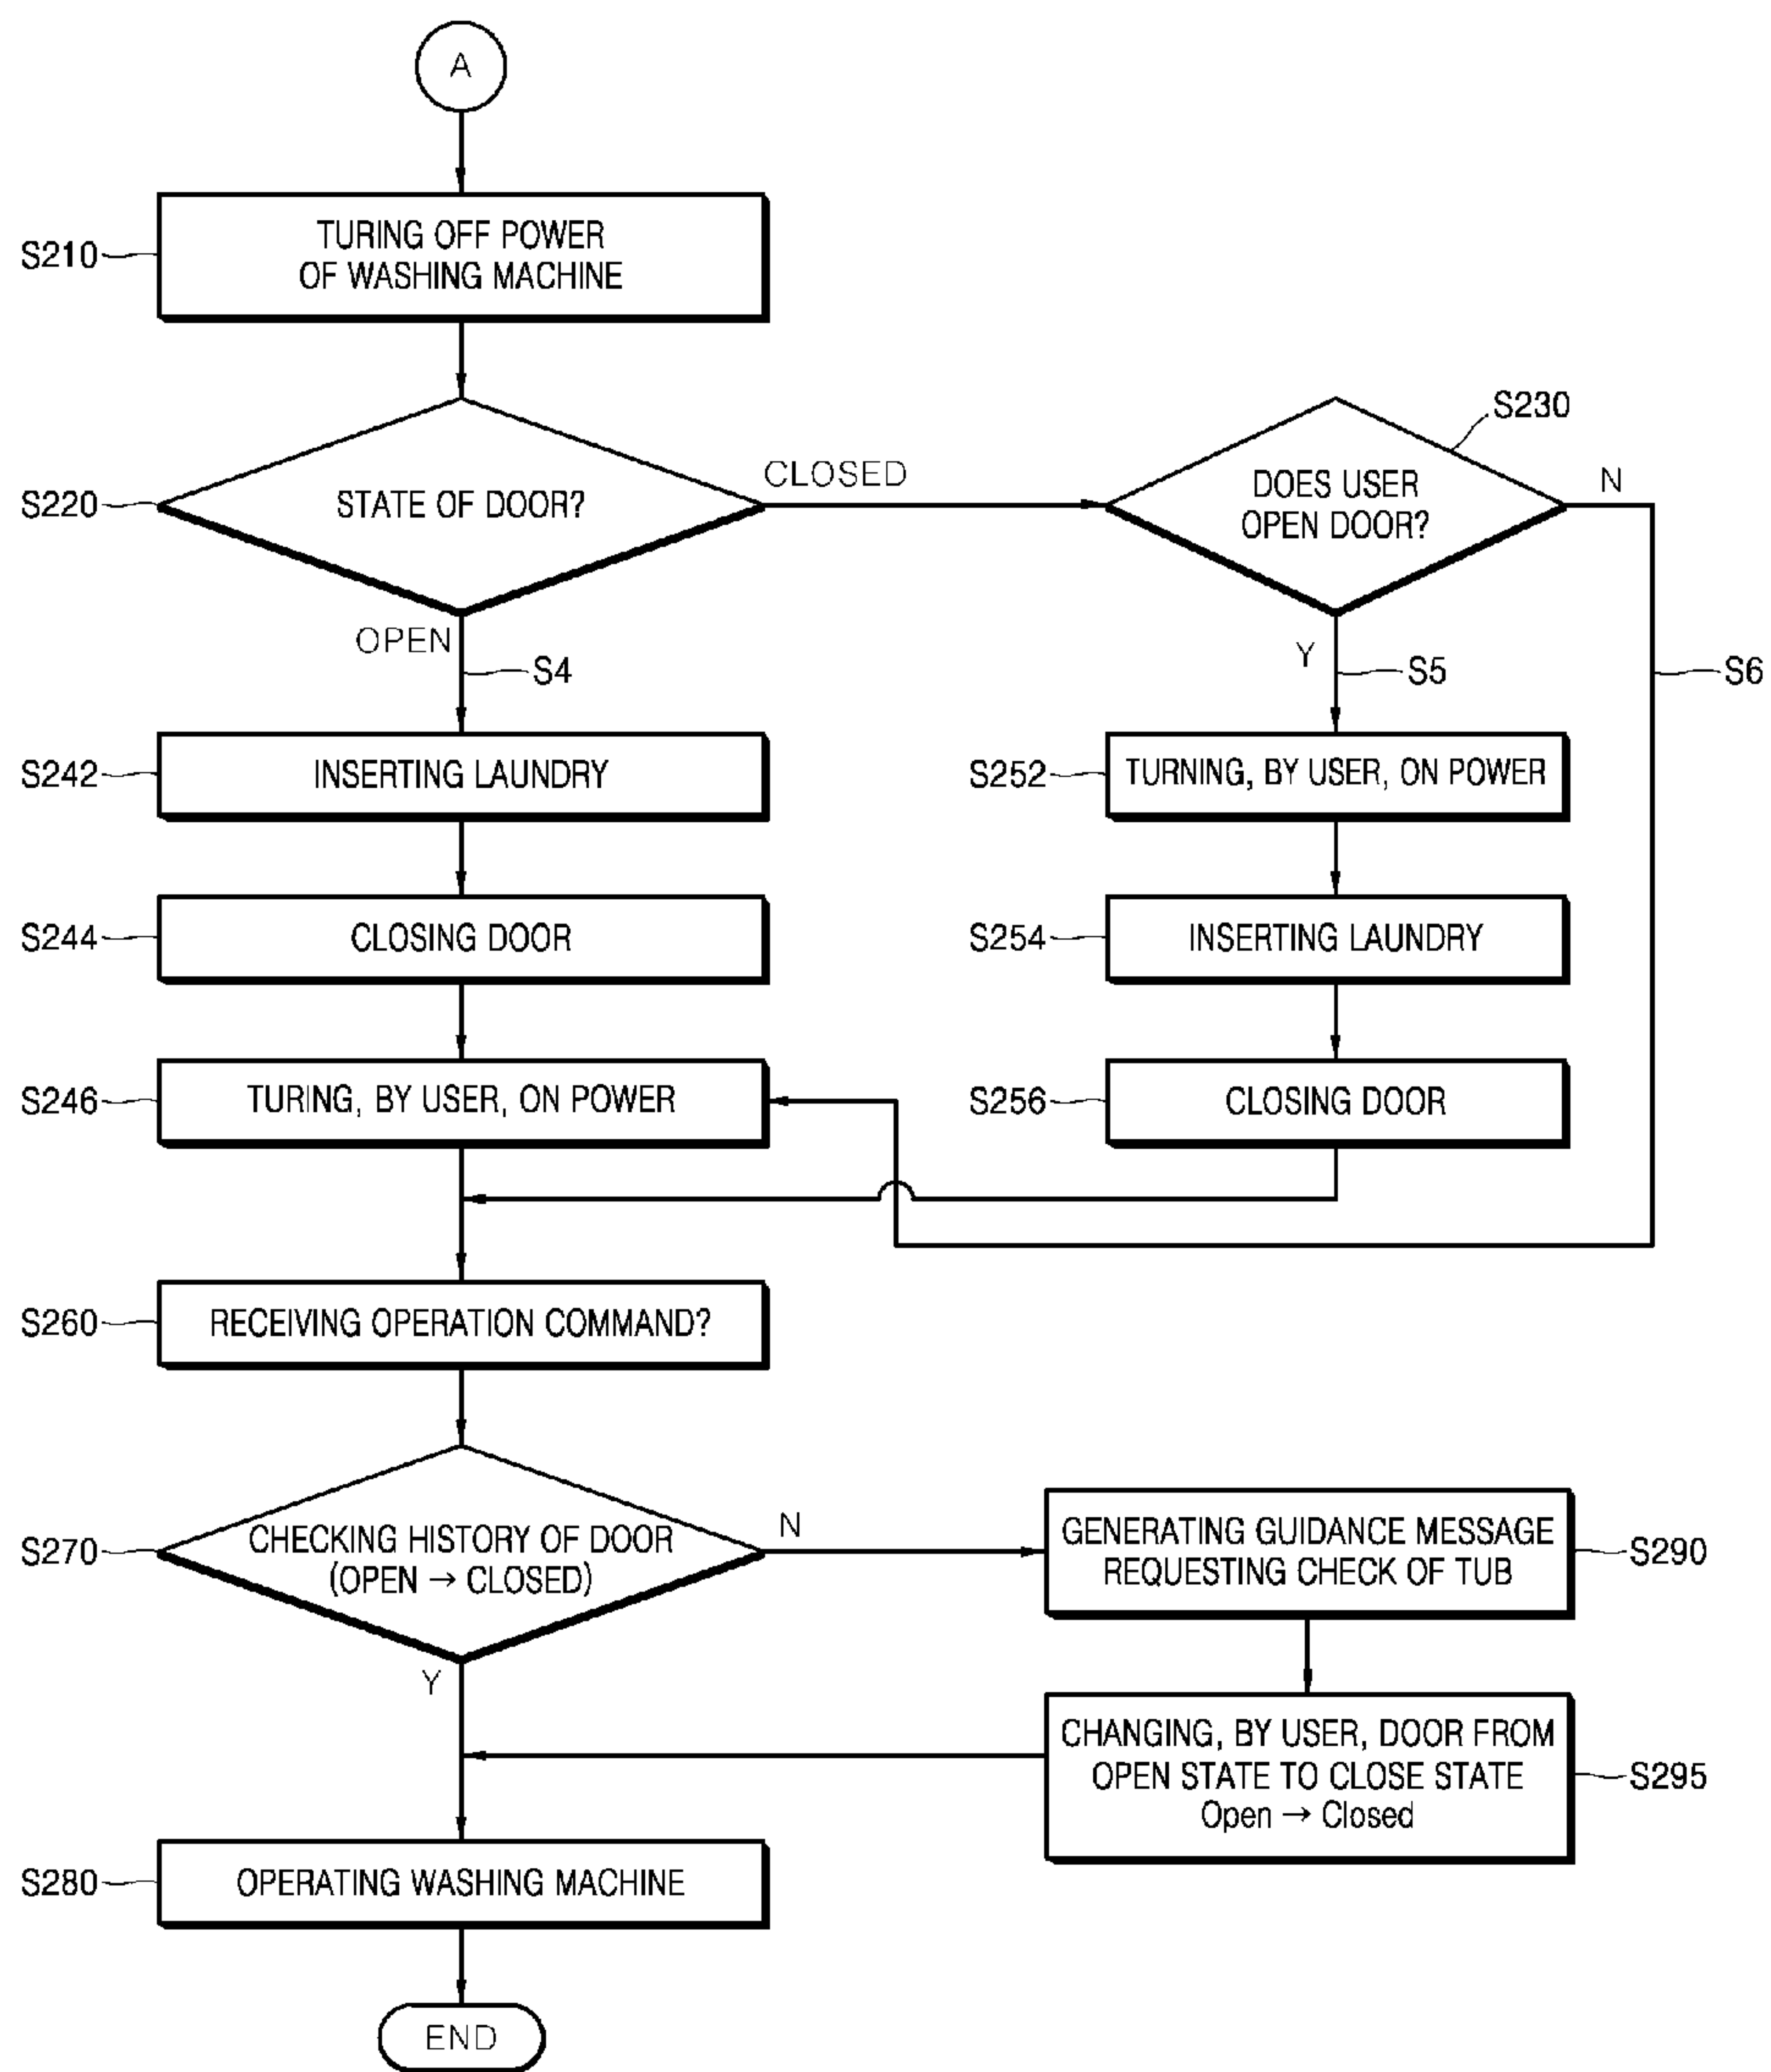 A
S210
TURING OFF POWER
OF WASHING MACHINE
S220
STATE OF DOOR?
CLOSED
S230
DOES USER
OPEN DOOR?
N
OPEN
S4
Y
S5
S6
S242
INSERTING LAUNDRY
S252
TURNING, BY USER, ON POWER
S244
CLOSING DOOR
S254
INSERTING LAUNDRY
S246
TURING, BY USER, ON POWER
S256
CLOSING DOOR
S260
RECEIVING OPERATION COMMAND?
S270
CHECKING HISTORY OF DOOR
(OPEN → CLOSED)
N
GENERATING GUIDANCE MESSAGE
REQUESTING CHECK OF TUB
S290
Y
CHANGING, BY USER, DOOR FROM
OPEN STATE TO CLOSE STATE
Open → Closed
S295
S280
OPERATING WASHING MACHINE
END